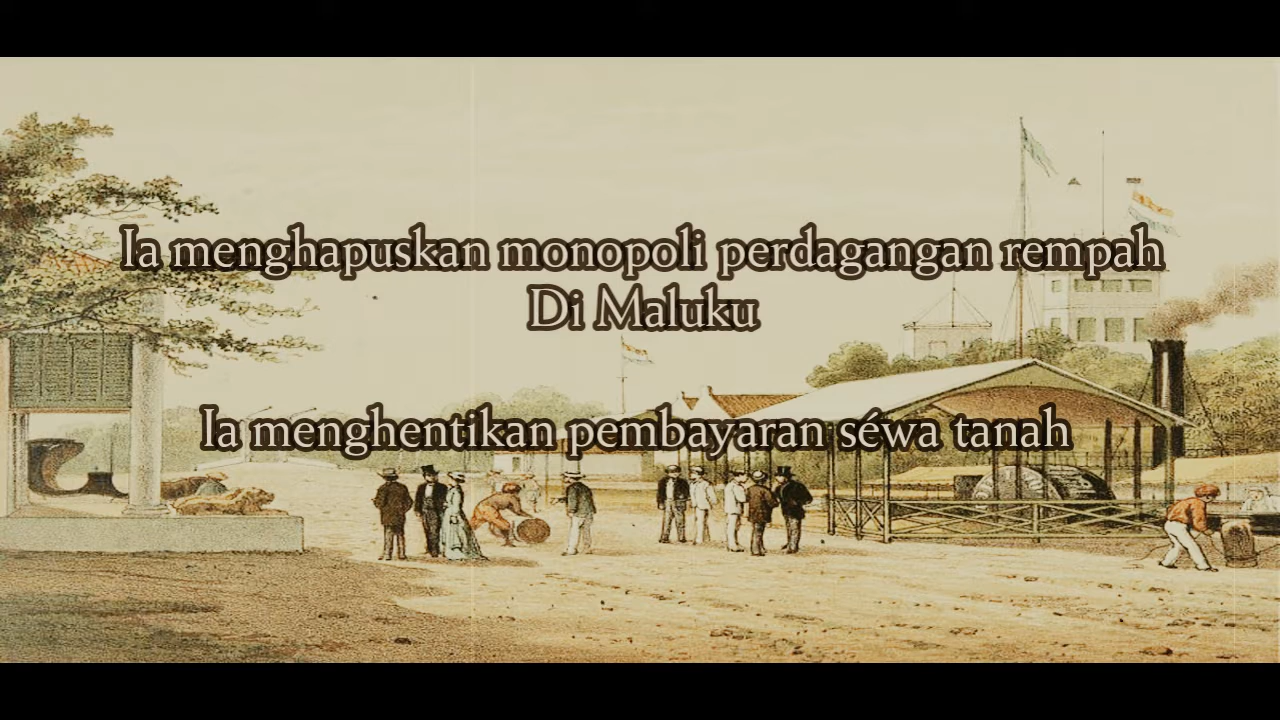 Ia menghapuskan monopoli perdagangan rempah
Di Maluku
Ia menghentikan pembayaran séwa tanah